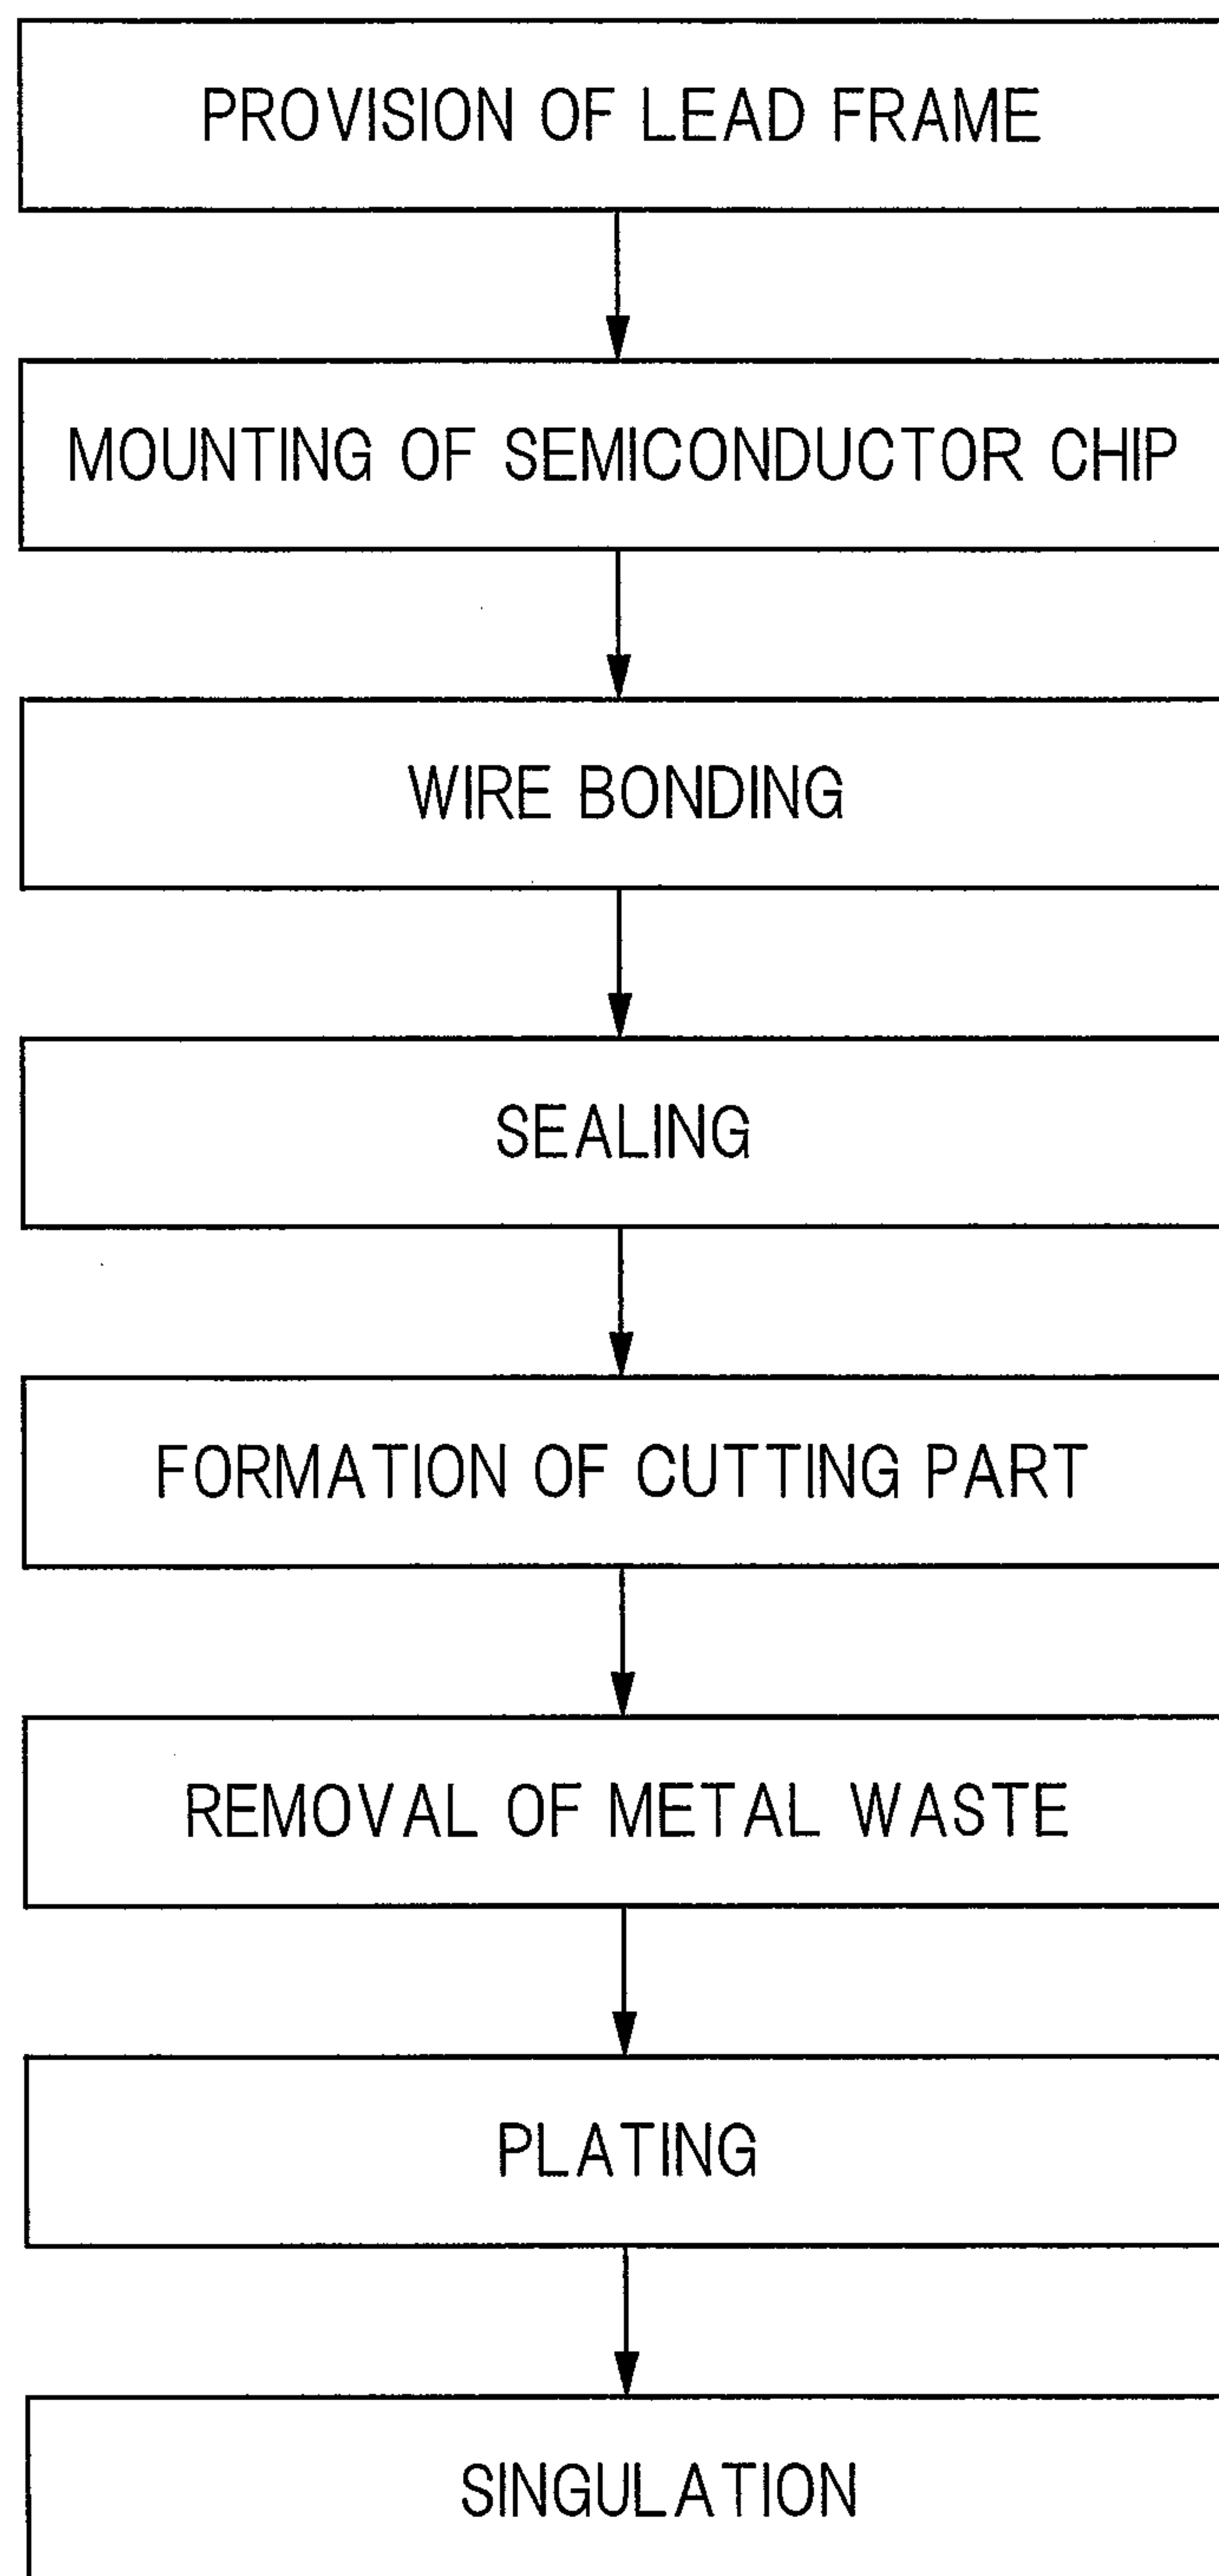 PROVISION OF LEAD FRAME
MOUNTING OF SEMICONDUCTOR CHIP
WIRE BONDING
SEALING
FORMATION OF CUTTING PART
REMOVAL OF METAL WASTE
PLATING
SINGULATION